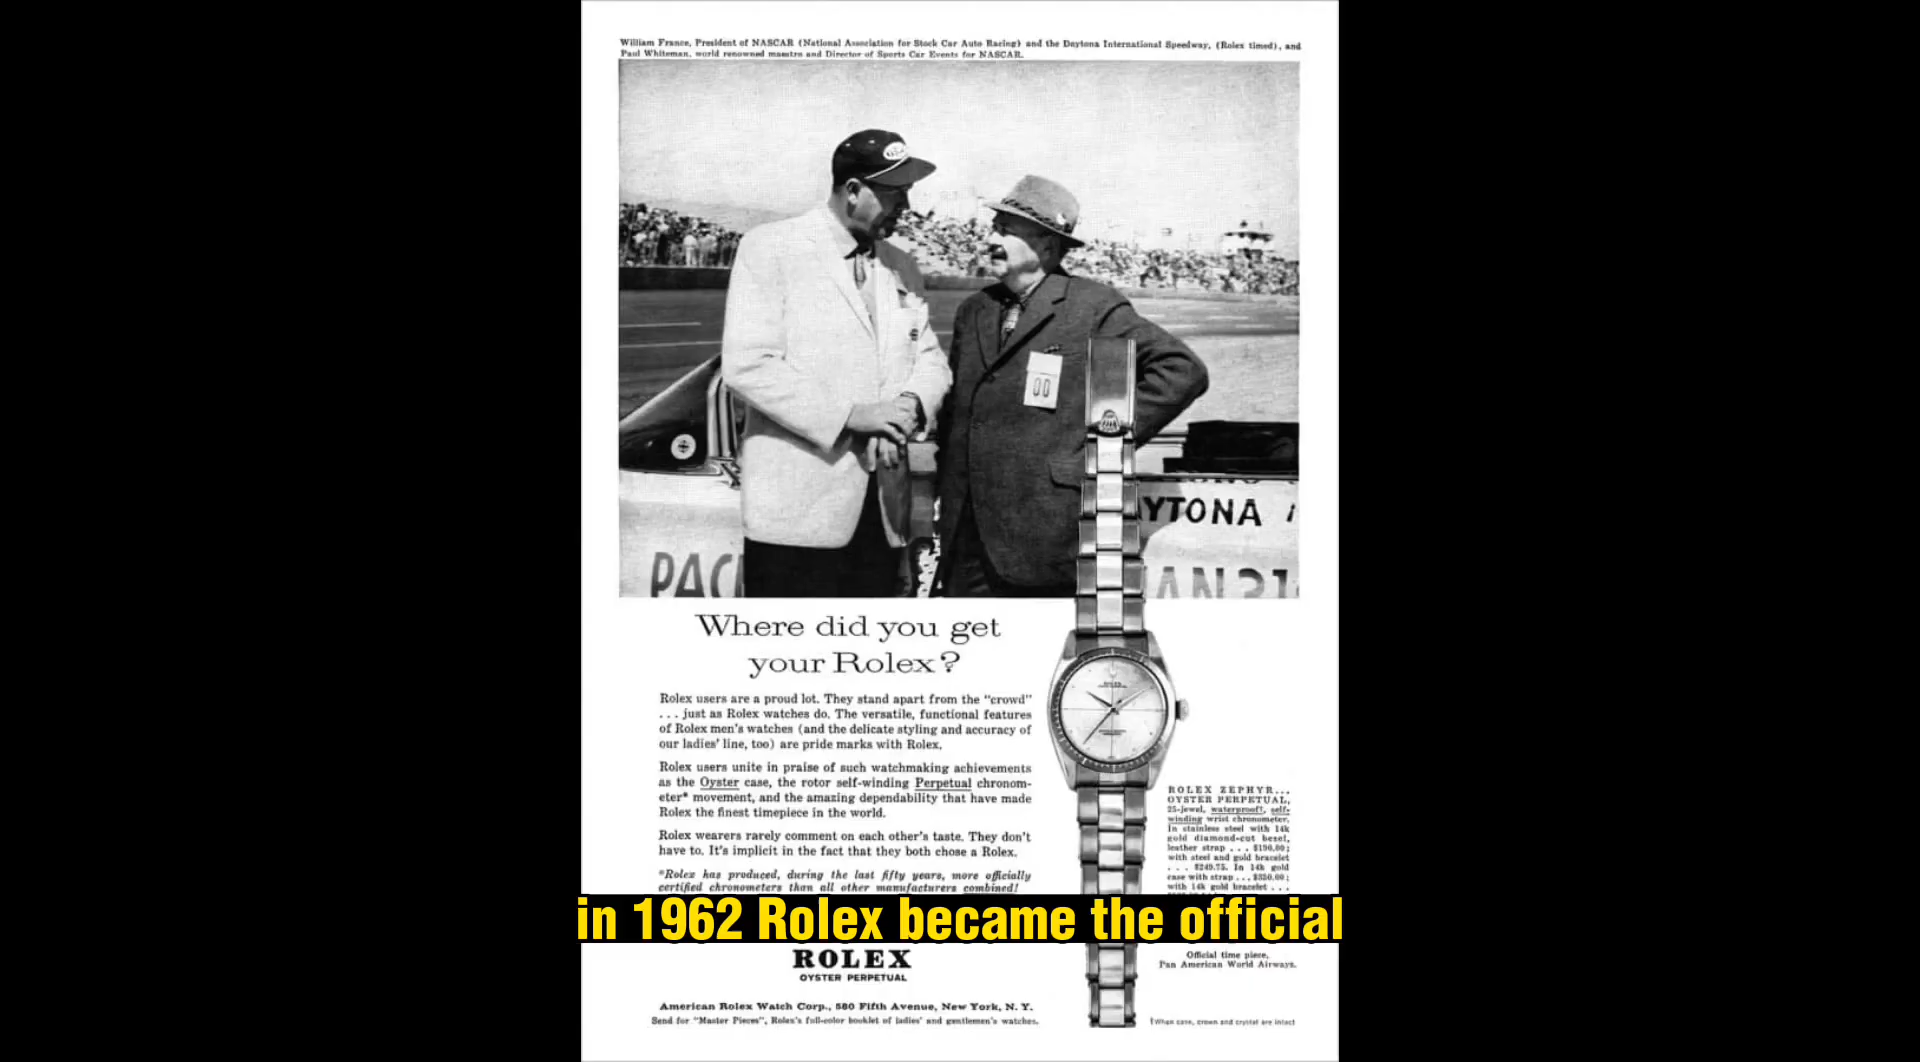 William France, President of NASCAR (National Association for Stock Car Auto Racing) and the Daytona International Speedway, (Rolex timed), and
Paul Whiteman, world renowned maestro and Director of Sports Car Events for NASCAR.
AYTONA
PAC
Where did you get
your Rolex?
Rolex users are a proud lot. They stand apart from the “crowd”
. . . just as Rolex watches do. The versatile, functional features
of Rolex men's watches (and the delicate styling and accuracy of
our ladies' line, too) are pride marks with Rolex.
Rolex users unite in praise of such watchmaking achievements
as the Oyster case, the rotor self-winding Perpetual chronom-
eter* movement, and the amazing dependability that have made
Rolex the finest timepiece in the world.
Rolex wearers rarely comment on each other's taste. They don't
have to. It's implicit in the fact that they both chose a Rolex.
*Rolex has produced, during the last fifty years, more officially
certified chronometers than all other manufacturers combined!
ROLEX ZEPHYR...
OYSTER PERPETUAL,
25-jewel, waterproof†, self-
winding wrist chronometer.
In stainless steel with 14k
gold diamond-cut bezel,
leather strap . . . $190.00;
with steel and gold bracelet
. . . $249.75. In 14k gold
case with strap . . . $350.00;
with 14k gold bracelet . . .
in 1962 Rolex became the official
ROLEX
OYSTER PERPETUAL
Official time piece,
Pan American World Airways.
American Rolex Watch Corp., 580 Fifth Avenue, New York, N. Y.
Send for "Master Pieces", Rolex's full-color booklet of ladies' and gentlemen's watches.
†When case, crown and crystal are intact